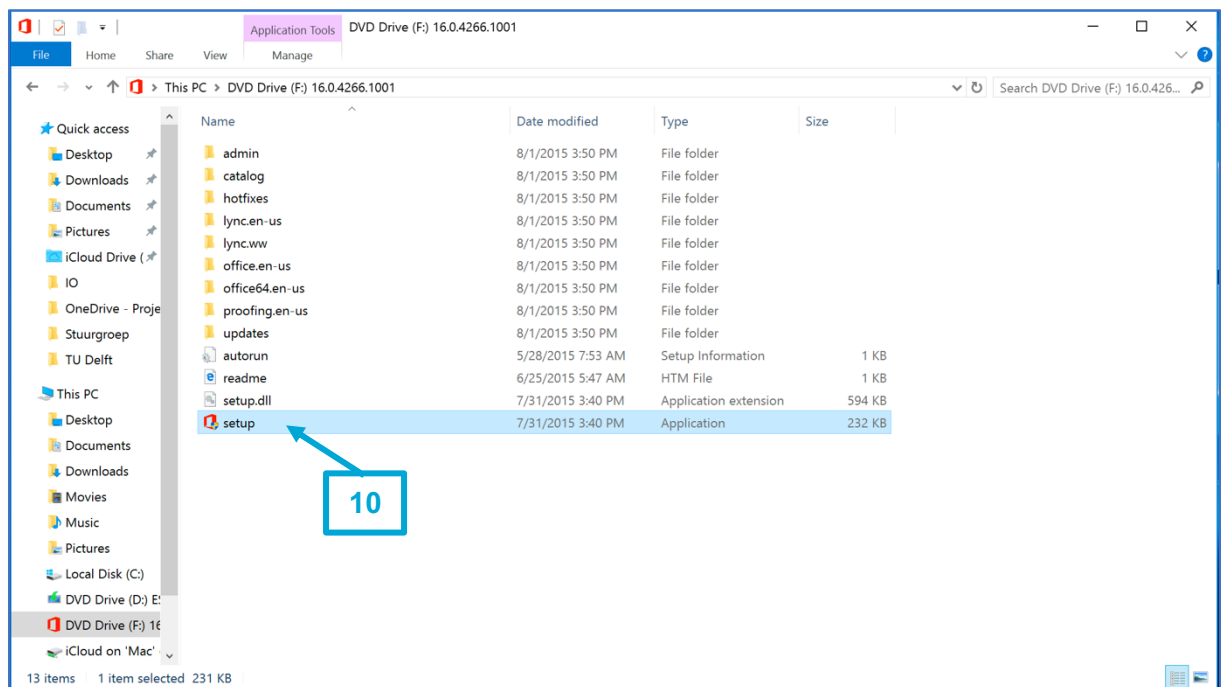 Application Tools DVD Drive (F:) 16.0.4266.1001
File Home Share View Manage
This PC > DVD Drive (F:) 16.0.4266.1001 Search DVD Drive (F:) 16.0.426...
Name Date modified Type Size
Quick access
Desktop
Downloads
Documents
Pictures
iCloud Drive (
IO
OneDrive - Proje
Stuurgroep
TU Delft
This PC
Desktop
Documents
Downloads
Movies
Music
Pictures
Local Disk (C:)
DVD Drive (D:) E
DVD Drive (F:) 16
iCloud on 'Mac'
admin 8/1/2015 3:50 PM File folder
catalog 8/1/2015 3:50 PM File folder
hotfixes 8/1/2015 3:50 PM File folder
lync.en-us 8/1/2015 3:50 PM File folder
lync.ww 8/1/2015 3:50 PM File folder
office.en-us 8/1/2015 3:50 PM File folder
office64.en-us 8/1/2015 3:50 PM File folder
proofing.en-us 8/1/2015 3:50 PM File folder
updates 8/1/2015 3:50 PM File folder
autorun 5/28/2015 7:53 AM Setup Information 1 KB
readme 6/25/2015 5:47 AM HTM File 1 KB
setup.dll 7/31/2015 3:40 PM Application extension 594 KB
setup 7/31/2015 3:40 PM Application 232 KB
10
13 items 1 item selected 231 KB